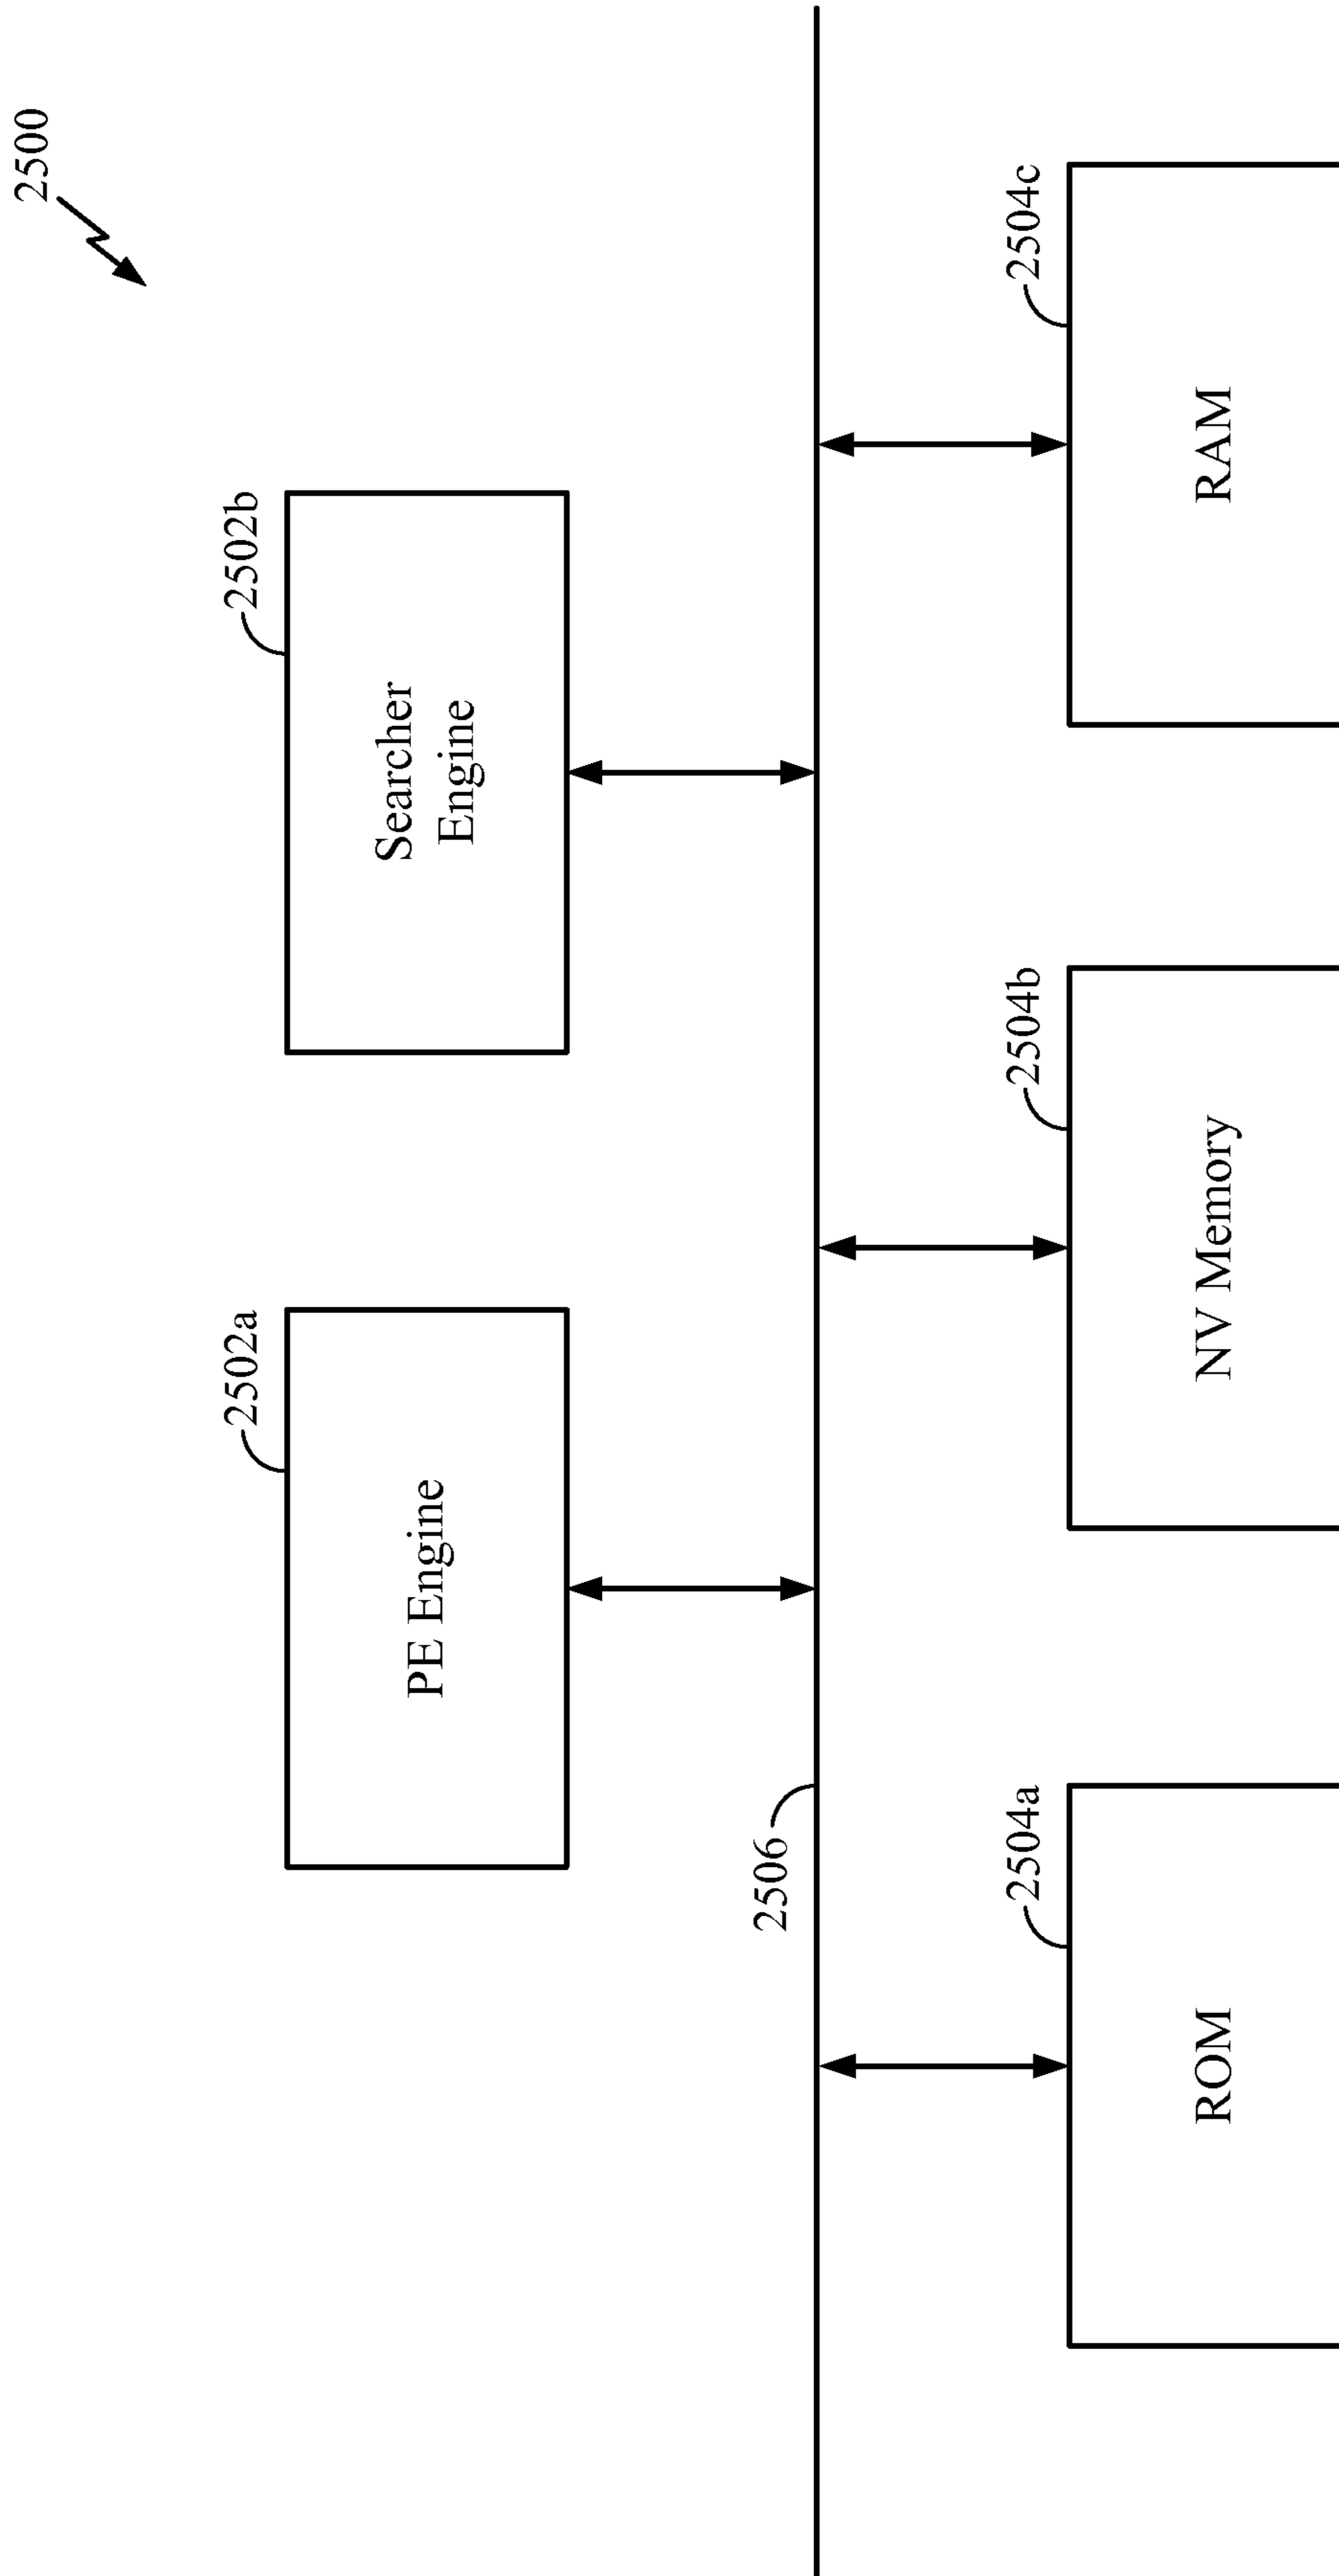 2500
2502a
PE Engine
2502b
Searcher
Engine
2506
2504a
ROM
2504b
NV Memory
2504c
RAM